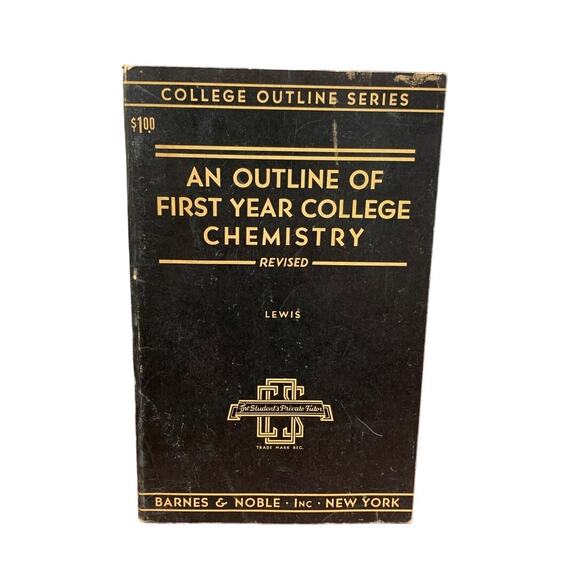 COLLEGE OUTLINE SERIES
$1.00
AN OUTLINE OF
FIRST YEAR COLLEGE
CHEMISTRY
REVISED
LEWIS
COS
The Student's Private Tutor
TRADE MARK REG.
BARNES & NOBLE · INC · NEW YORK